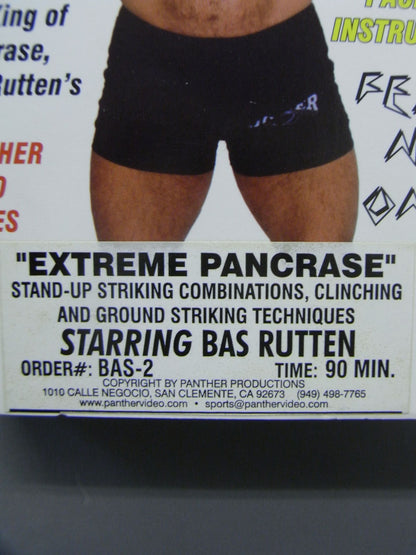 King of
rase,
Rutten's
HER
ES
INSTRU
"EXTREME PANCRASE"
STAND-UP STRIKING COMBINATIONS, CLINCHING
AND GROUND STRIKING TECHNIQUES
STARRING BAS RUTTEN
ORDER#: BAS-2 TIME: 90 MIN.
COPYRIGHT BY PANTHER PRODUCTIONS
1010 CALLE NEGOCIO, SAN CLEMENTE, CA 92673 (949) 498-7765
www.panthervideo.com • sports@panthervideo.com